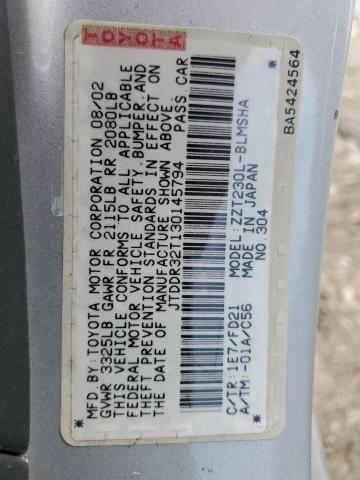 TOYOTA
MFD.BY:TOYOTA MOTOR CORPORATION 08/02
GVWR 3325LB GAWR FR 2115LB RR 2080LB
THIS VEHICLE CONFORMS TO ALL APPLICABLE
FEDERAL MOTOR VEHICLE SAFETY,BUMPER,AND
THEFT PREVENTION STANDARDS IN EFFECT ON
THE DATE OF MANUFACTURE SHOWN ABOVE.
JTDDR32T130145794 PASS.CAR
* *
C/TR:1E7/FD21 MODEL:ZZT230L-BLMSHA
A/TM:-01A/C56 MADE IN JAPAN
NO.304
* BA5424564